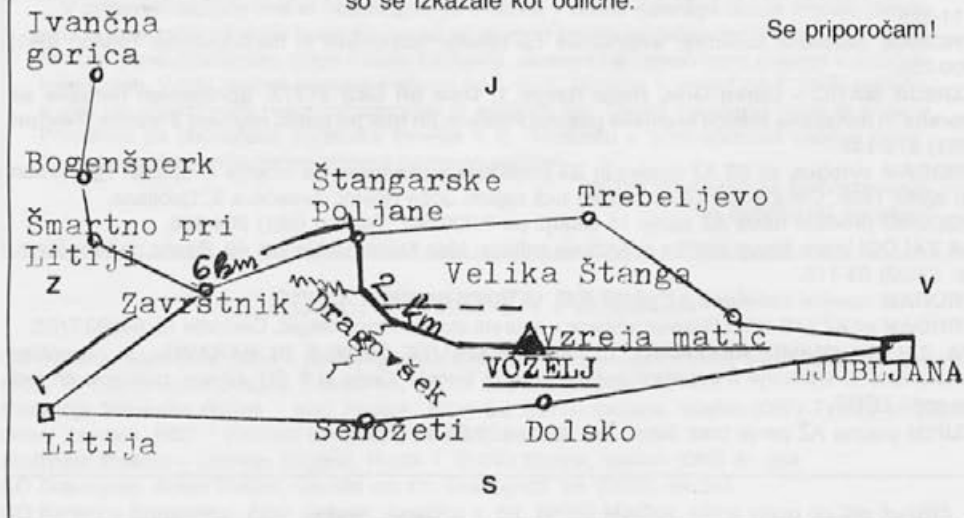 so se izkazale kot odlične.
Se priporočam!
J
Ivančna
gorica
Bogenšperk
Šmartno pri
Litiji
Štangarske
Poljane
Trebeljevo
Z
6km
Zavrstnik
Velika Štanga
V
2 km
Dragovšek
Vzreja matic
VOZELJ
LJUBLJANA
Litija
Senožeti
Dolsko
S